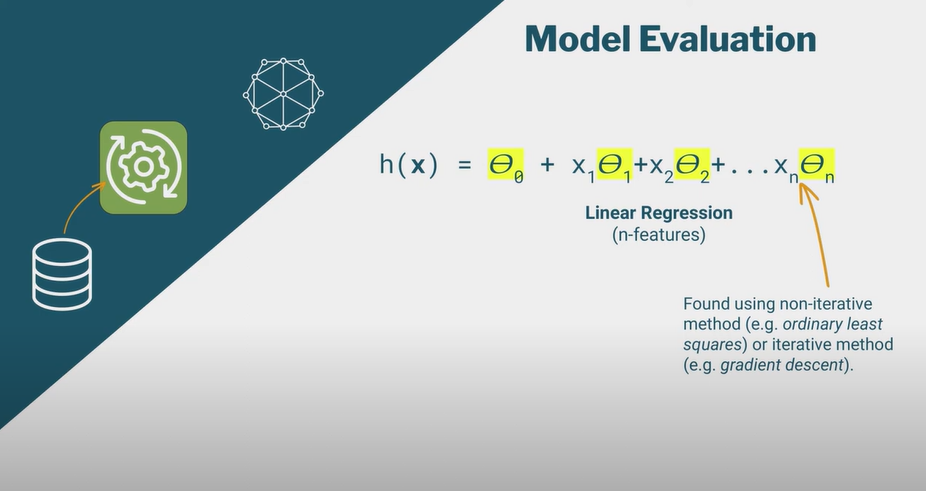 Model Evaluation
h(x) = Θ₀ + x₁Θ₁+x₂Θ₂+...xₙΘₙ
Linear Regression
(n-features)
Found using non-iterative
method (e.g. ordinary least
squares) or iterative method
(e.g. gradient descent).